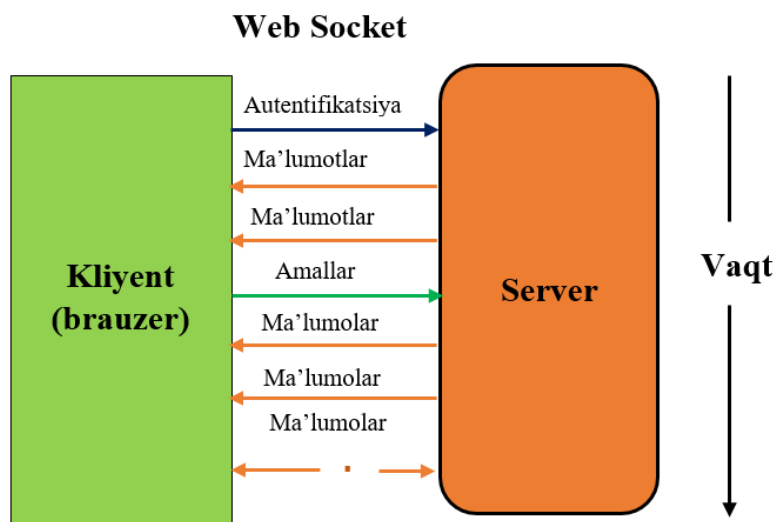 Web Socket
Autentifikatsiya
Ma’lumotlar
Ma’lumotlar
Amallar
Ma’lumolar
Ma’lumolar
Ma’lumolar
Kliyent
(brauzer)
Server
Vaqt